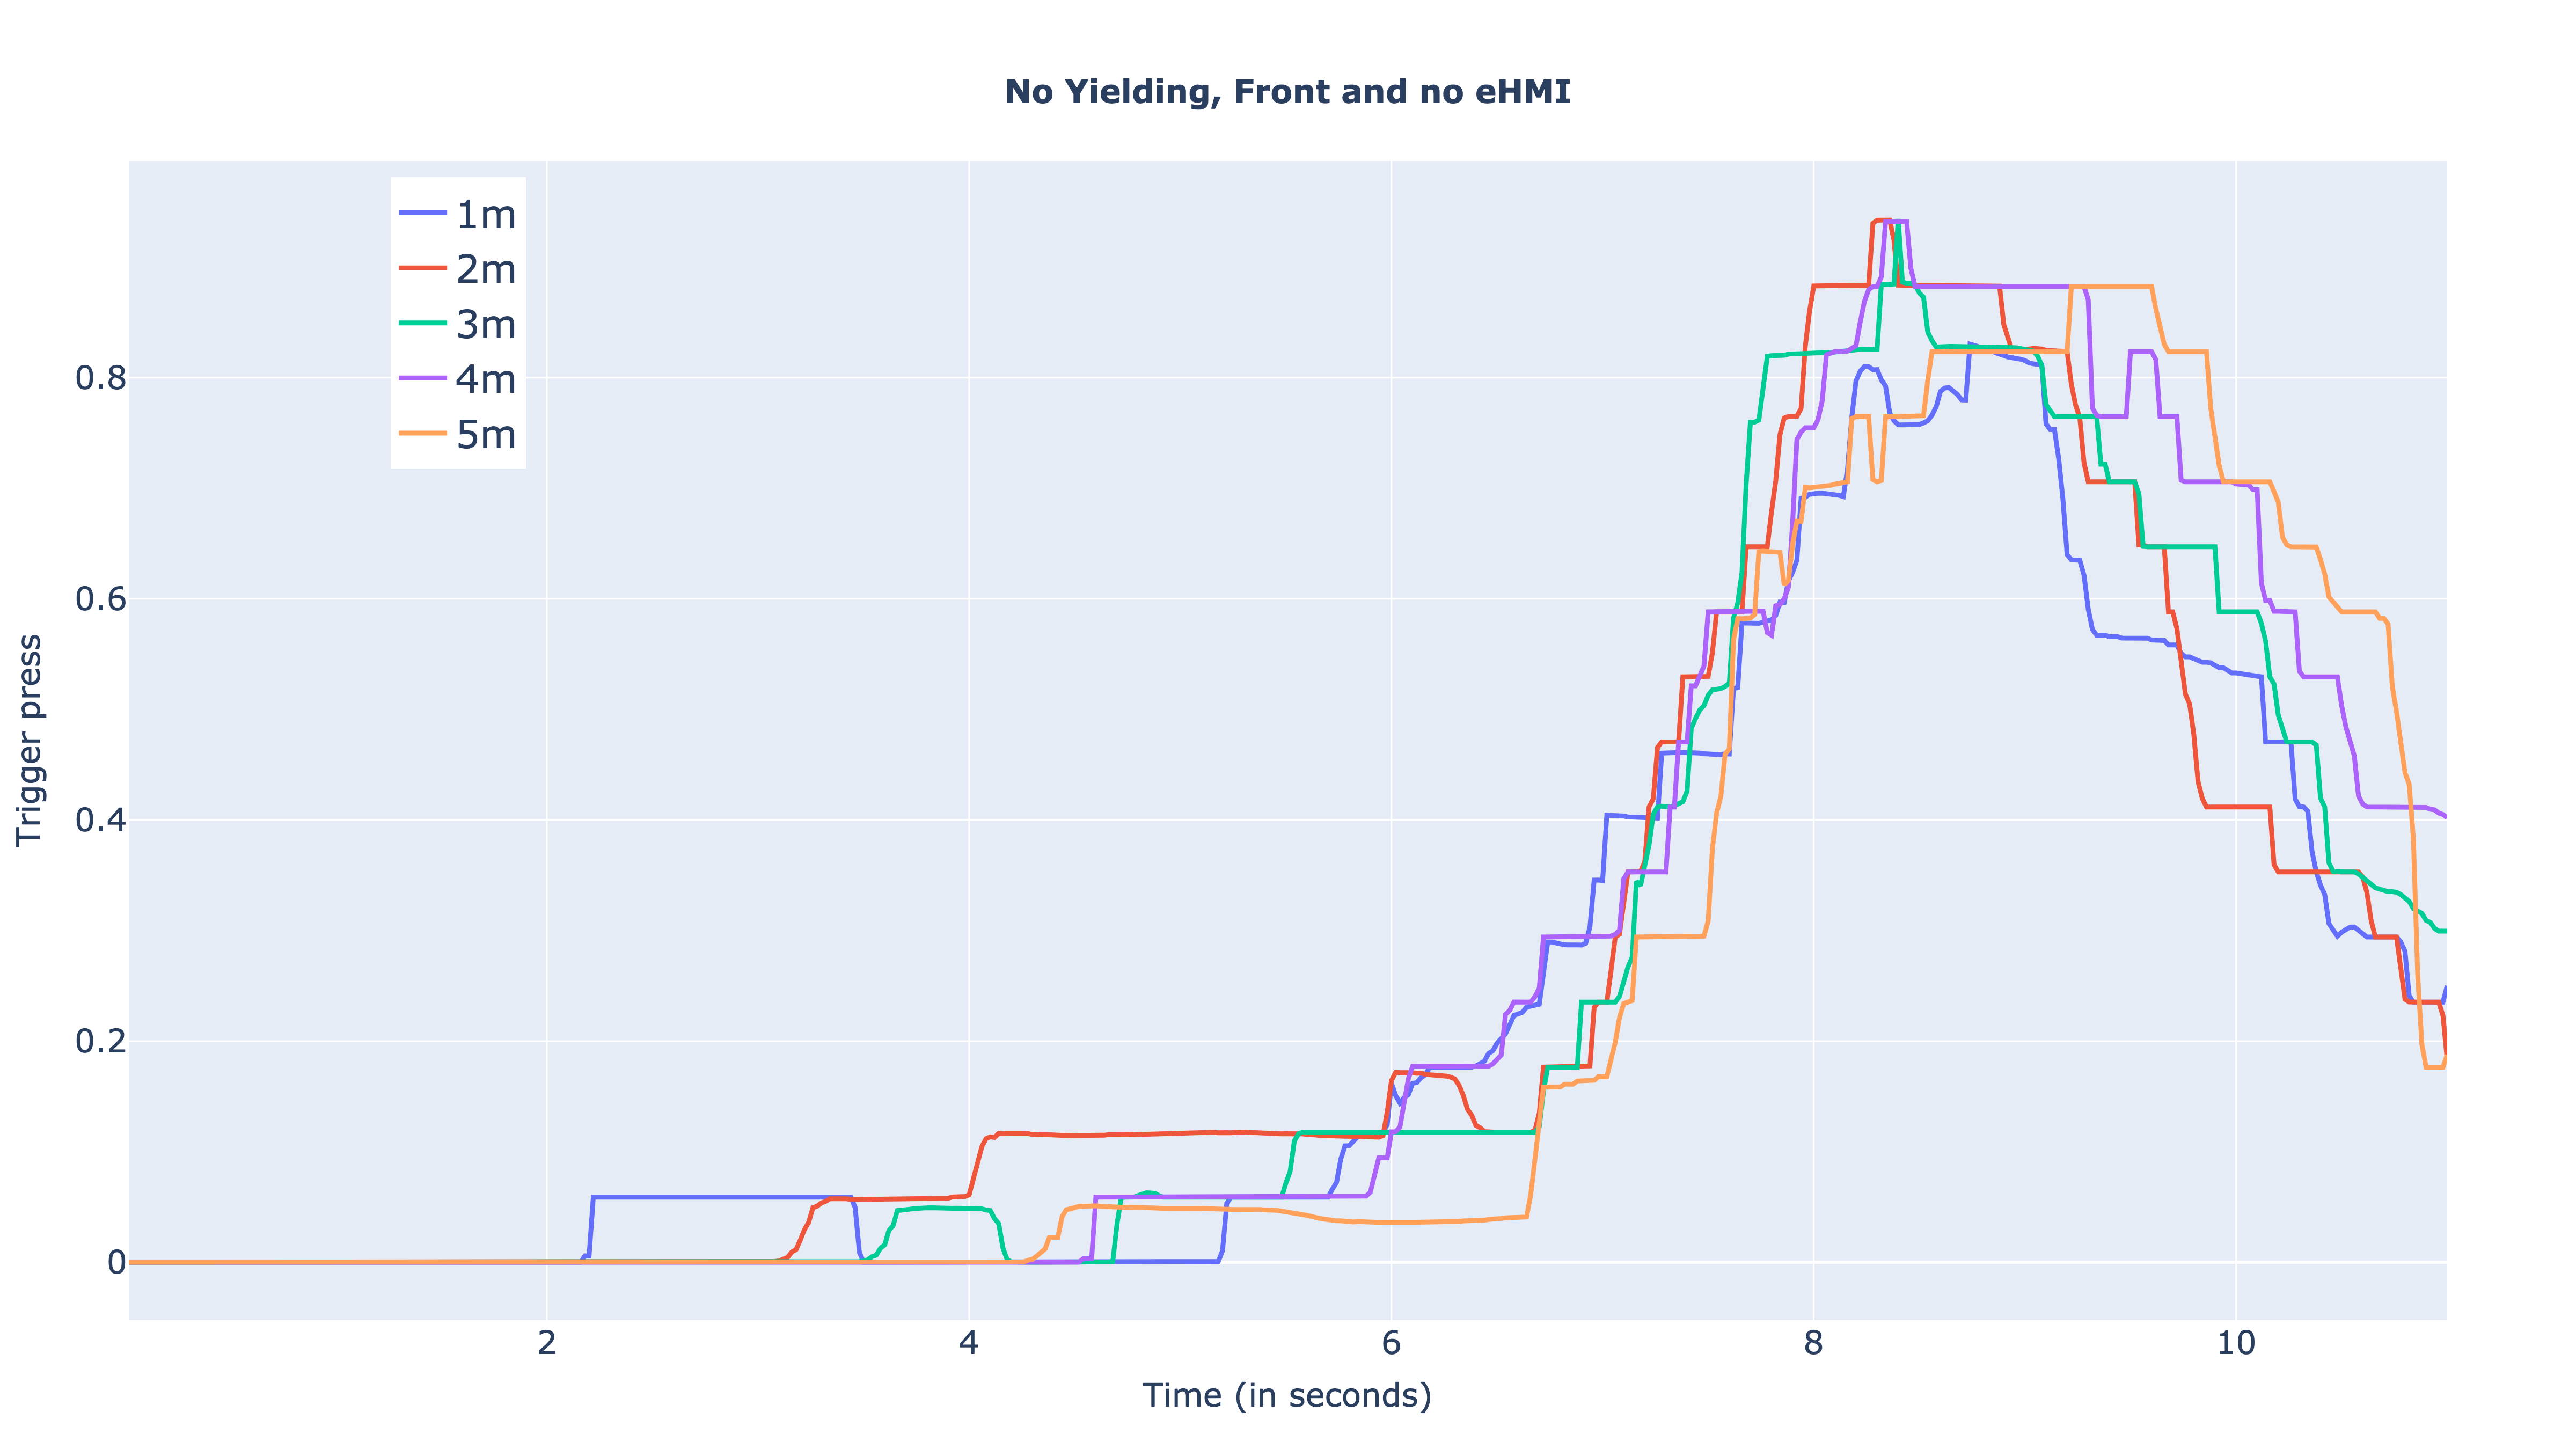 No Yielding, Front and no eHMI
1m
2m
3m
4m
5m
Trigger press
0.8
0.6
0.4
0.2
0
2
4
6
8
10
Time (in seconds)